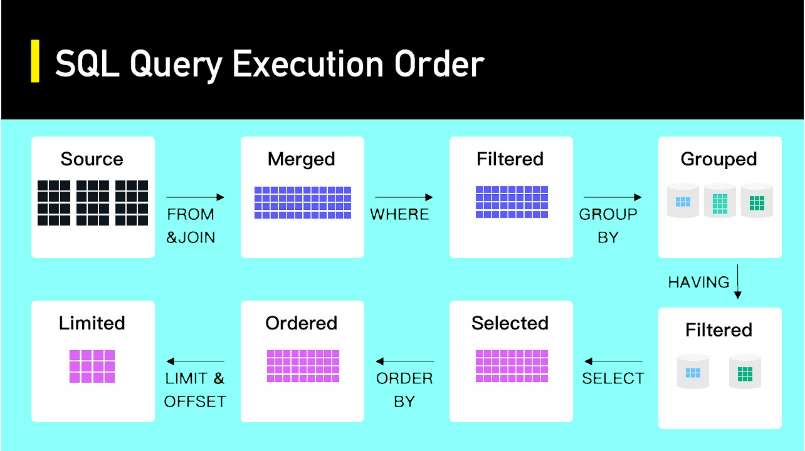 SQL Query Execution Order
Source
Merged
Filtered
Grouped
FROM
&JOIN
WHERE
GROUP
BY
HAVING
Limited
Ordered
Selected
Filtered
LIMIT &
OFFSET
ORDER
BY
SELECT